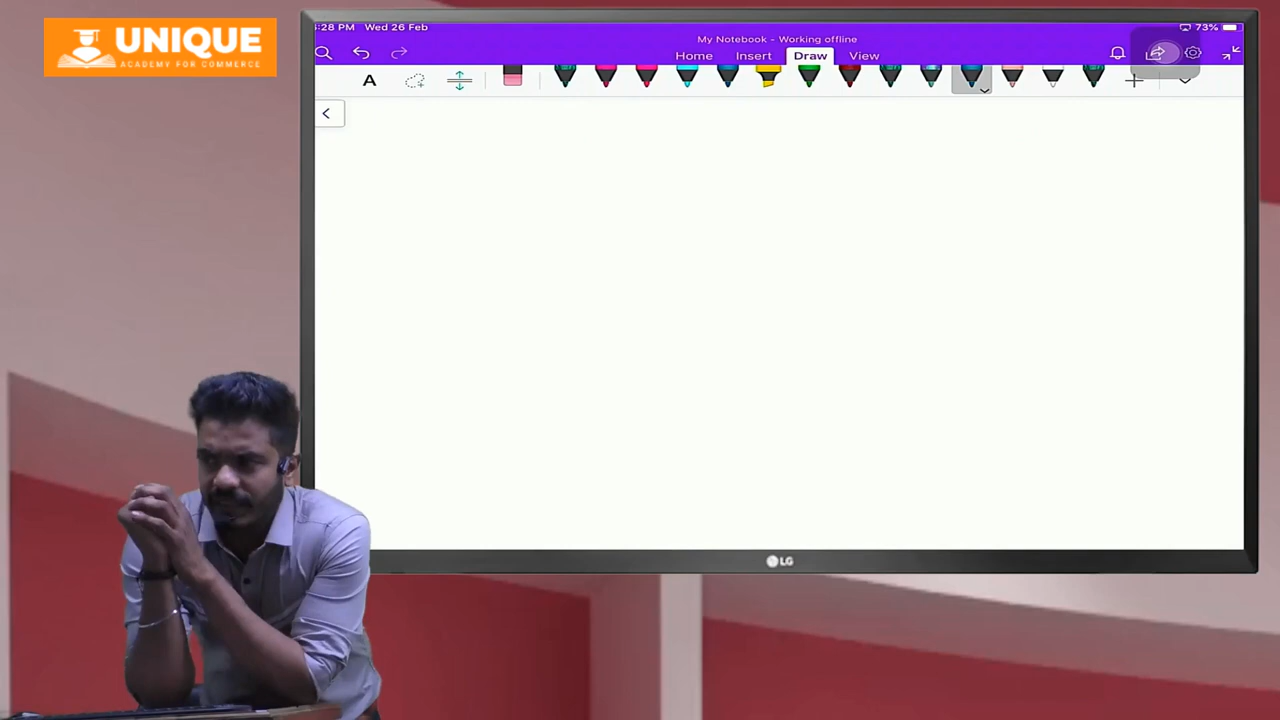 UNIQUE
ACADEMY FOR COMMERCE
:28 PM Wed 26 Feb
73%
My Notebook - Working offline
Home Insert Draw View
A
LG